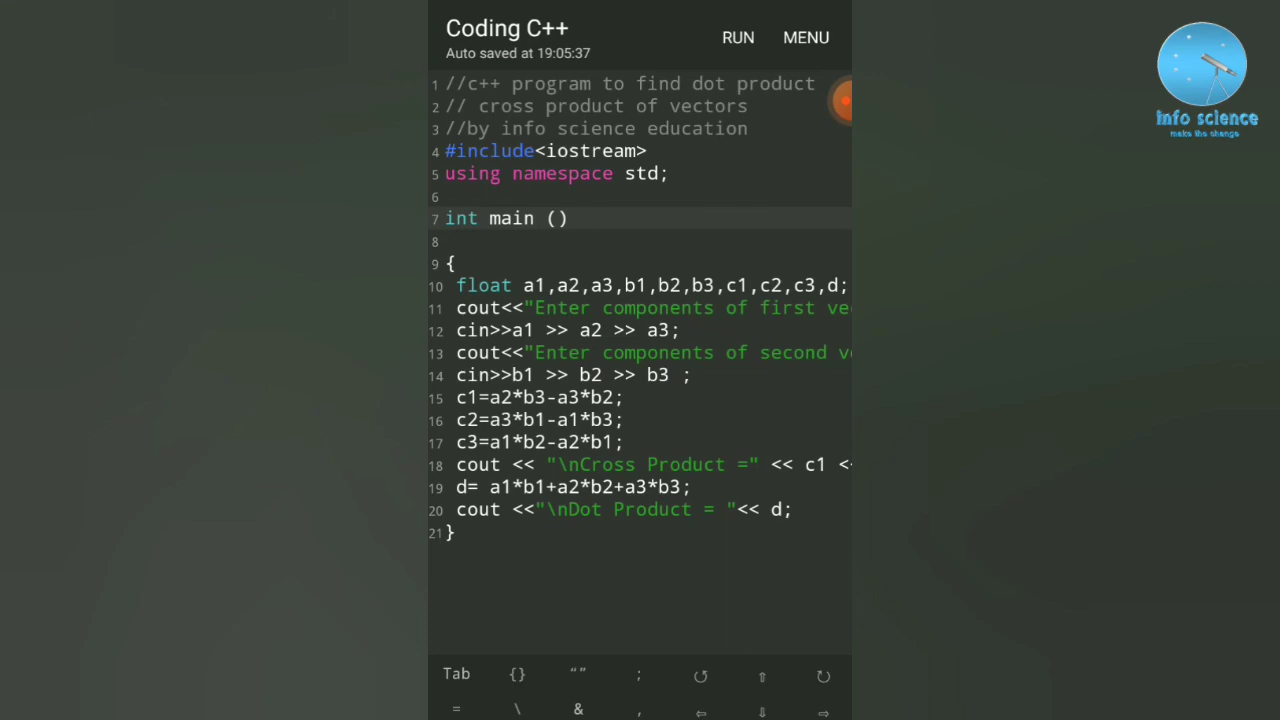 Coding C++
Auto saved at 19:05:37
RUN
MENU
info science
make the change
1 //c++ program to find dot product
2 // cross product of vectors
3 //by info science education
4 #include<iostream>
5 using namespace std;
6
7 int main ()
8
9 {
10 float a1,a2,a3,b1,b2,b3,c1,c2,c3,d;
11 cout<<"Enter components of first
12 cin>>a1 >> a2 >> a3;
13 cout<<"Enter components of second
14 cin>>b1 >> b2 >> b3 ;
15 c1=a2*b3-a3*b2;
16 c2=a3*b1-a1*b3;
17 c3=a1*b2-a2*b1;
18 cout << "\nCross Product =" << c1 <<
19 d= a1*b1+a2*b2+a3*b3;
20 cout <<"\nDot Product = "<< d;
21 }
Tab {} “” ; ↺ ⇧ ↻
= \ & , ⇦ ⇩ ⇨